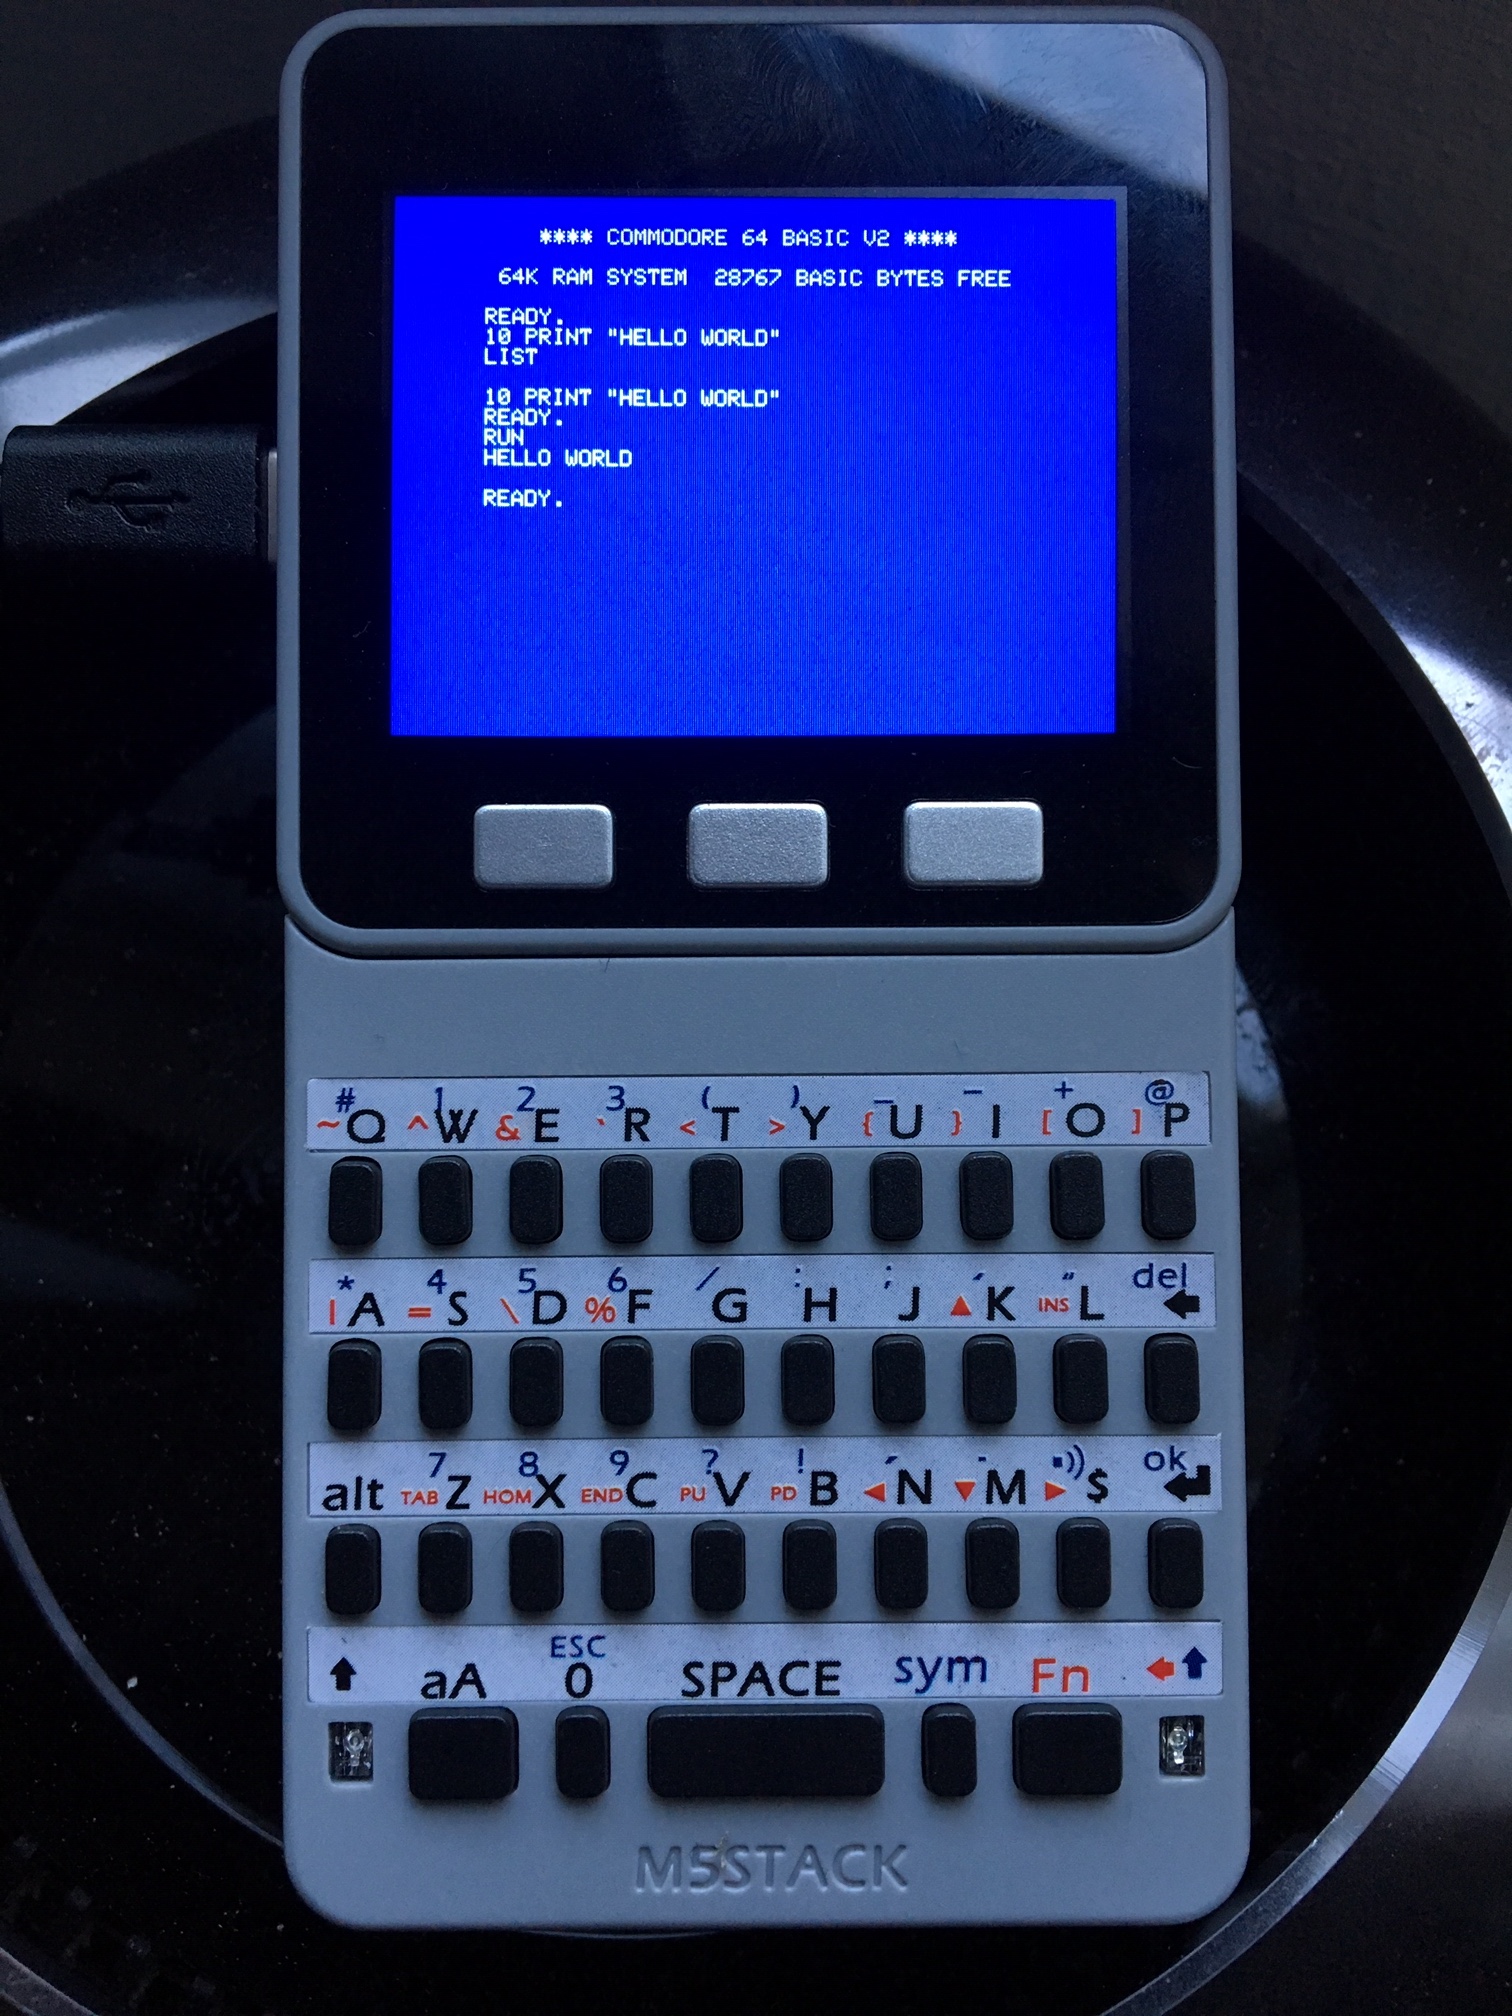 **** COMMODORE 64 BASIC V2 ****
64K RAM SYSTEM  28767 BASIC BYTES FREE
READY.
10 PRINT "HELLO WORLD"
LIST
10 PRINT "HELLO WORLD"
READY.
RUN
HELLO WORLD
READY.
# 1 2 3 ( ) _ - + @
~ Q ^ W & E ` R < T > Y { U } I [ O ] P
* 4 5 6 / : ; ' " del
| A = S \ D % F G H J ▲ K INS L ←
7 8 9 ? ! ok
alt TAB Z HOM X END C PU V PD B ◄ N ▼ M ► $ ↵
ESC sym
↑ aA 0 SPACE Fn ← ↑
M5STACK